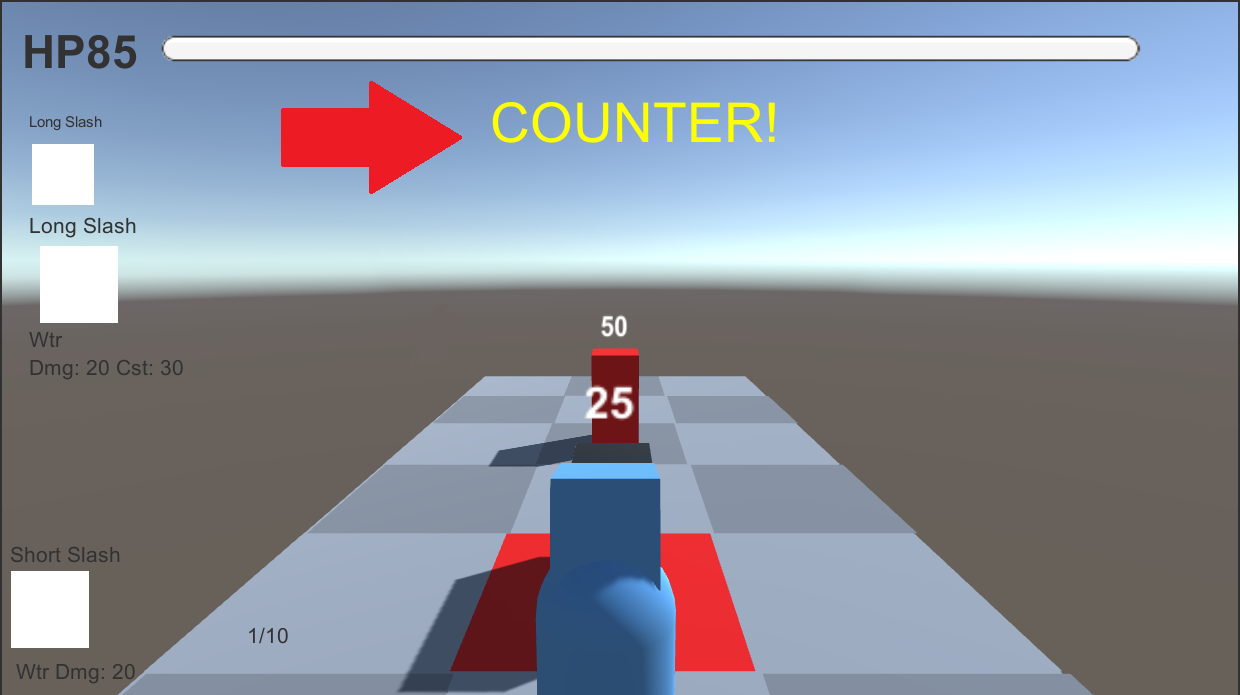 HP85
COUNTER!
Long Slash
Long Slash
Wtr
Dmg: 20 Cst: 30
50
25
Short Slash
1/10
Wtr Dmg: 20